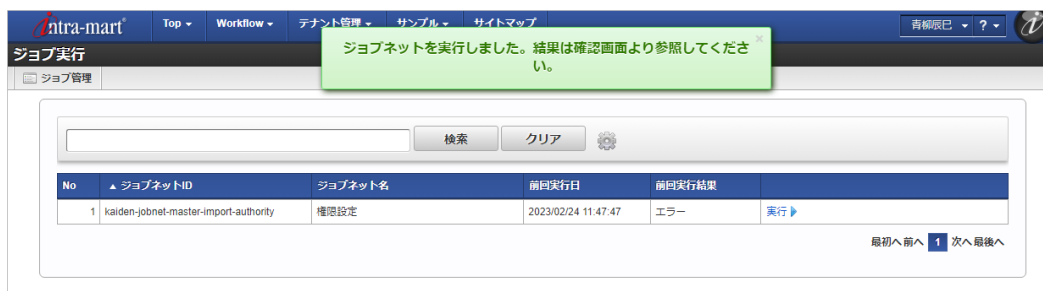 intra-mart Top Workflow テナント管理 サンプル サイトマップ 青柳辰巳 ?
ジョブネットを実行しました。結果は確認画面より参照してくださ
い。
ジョブ実行
ジョブ管理
検索 クリア
No ▲ ジョブネットID ジョブネット名 前回実行日 前回実行結果
1 kaiden-jobnet-master-import-authority 権限設定 2023/02/24 11:47:47 エラー 実行
最初へ 前へ 1 次へ 最後へ